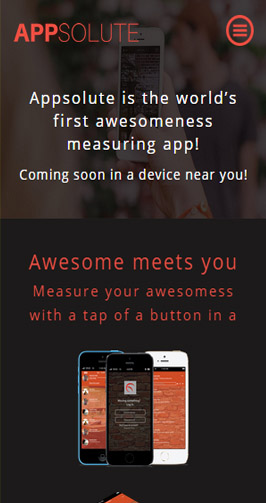 APPSOLUTE
Appsolute is the world's
first awesomeness
measuring app!
Coming soon in a device near you!
Awesome meets you
Measure your awesomess
with a tap of a button in a